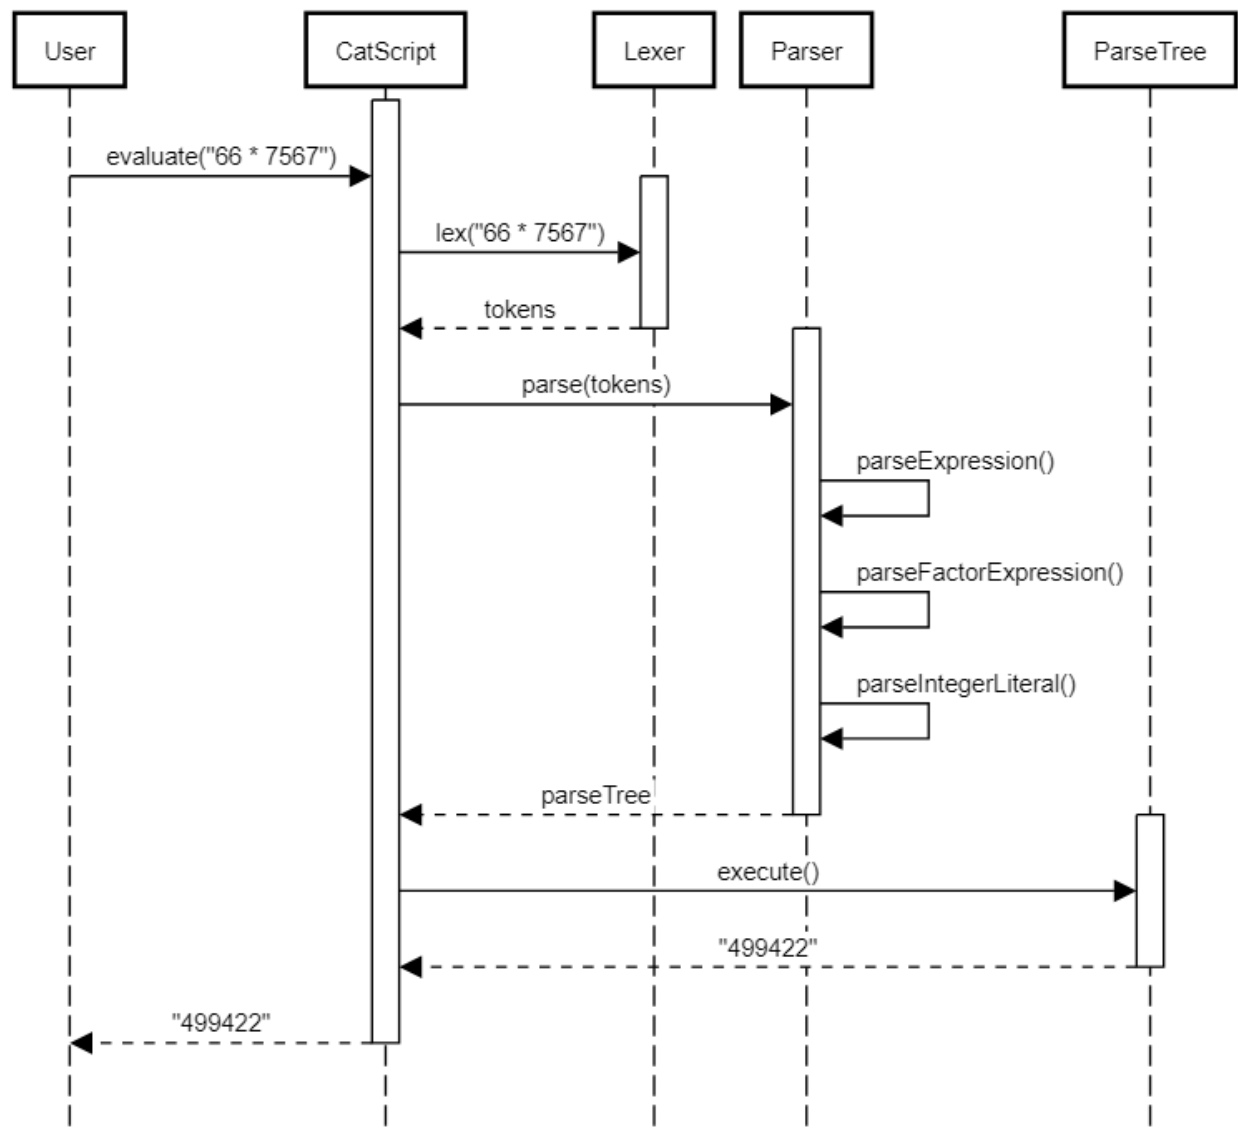 User
CatScript
Lexer
Parser
ParseTree
evaluate("66 * 7567")
lex("66 * 7567")
tokens
parse(tokens)
parseExpression()
parseFactorExpression()
parseIntegerLiteral()
parseTree
execute()
"499422"
"499422"